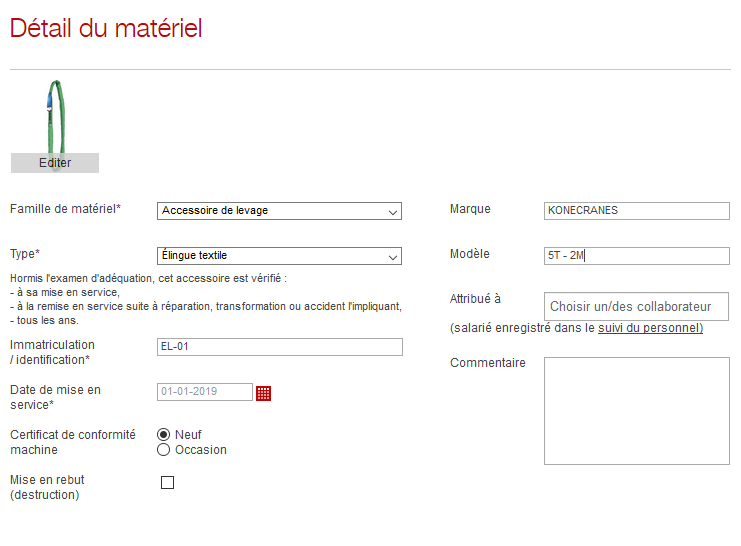 Détail du matériel
Editer
Famille de matériel*
Accessoire de levage
Marque
KONECRANES
Type*
Élingue textile
Modèle
5T - 2M
Hormis l'examen d'adéquation, cet accessoire est vérifié :
- à sa mise en service,
- à la remise en service suite à réparation, transformation ou accident l'impliquant,
- tous les ans.
Attribué à
Choisir un/des collaborateur
(salarié enregistré dans le suivi du personnel)
Immatriculation
/ identification*
EL-01
Commentaire
Date de mise en
service*
01-01-2019
Certificat de conformité
machine
Neuf
Occasion
Mise en rebut
(destruction)